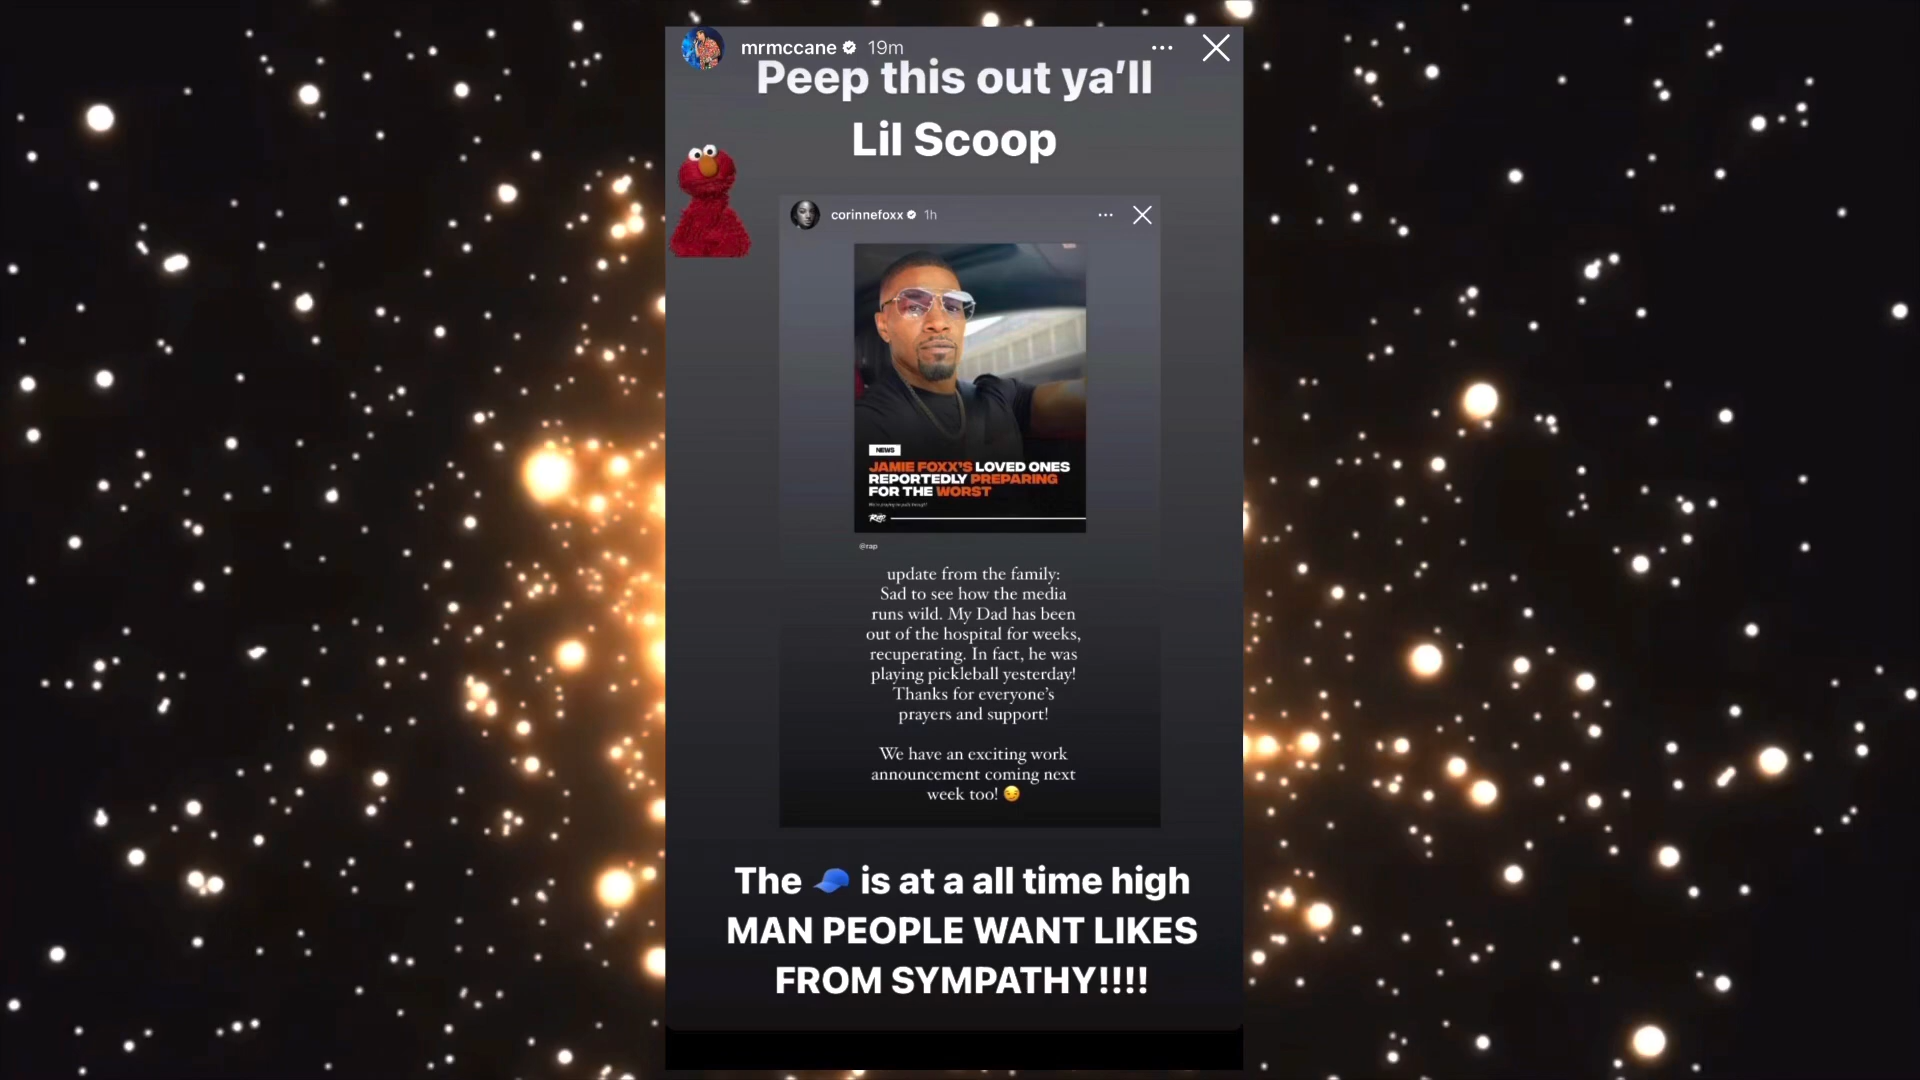 mrmccane 19m
Peep this out ya’ll
Lil Scoop
corinnefoxx 1h
NEWS
JAMIE FOXX'S LOVED ONES
REPORTEDLY PREPARING
FOR THE WORST
@rap
update from the family:
Sad to see how the media
runs wild. My Dad has been
out of the hospital for weeks,
recuperating. In fact, he was
playing pickleball yesterday!
Thanks for everyone’s
prayers and support!
We have an exciting work
announcement coming next
week too! 😏
The 🧢 is at a all time high
MAN PEOPLE WANT LIKES
FROM SYMPATHY!!!!